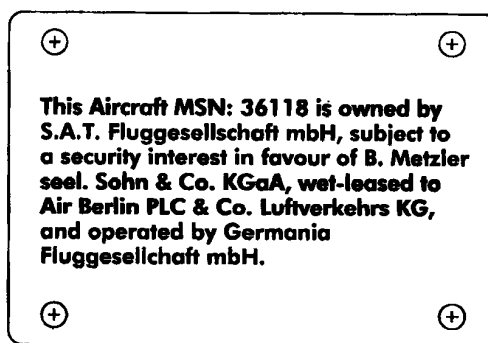 This Aircraft MSN: 36118 is owned by
S.A.T. Fluggesellschaft mbH, subject to
a security interest in favour of B. Metzler
seel. Sohn & Co. KGaA, wet-leased to
Air Berlin PLC & Co. Luftverkehrs KG,
and operated by Germania
Fluggesellchaft mbH.